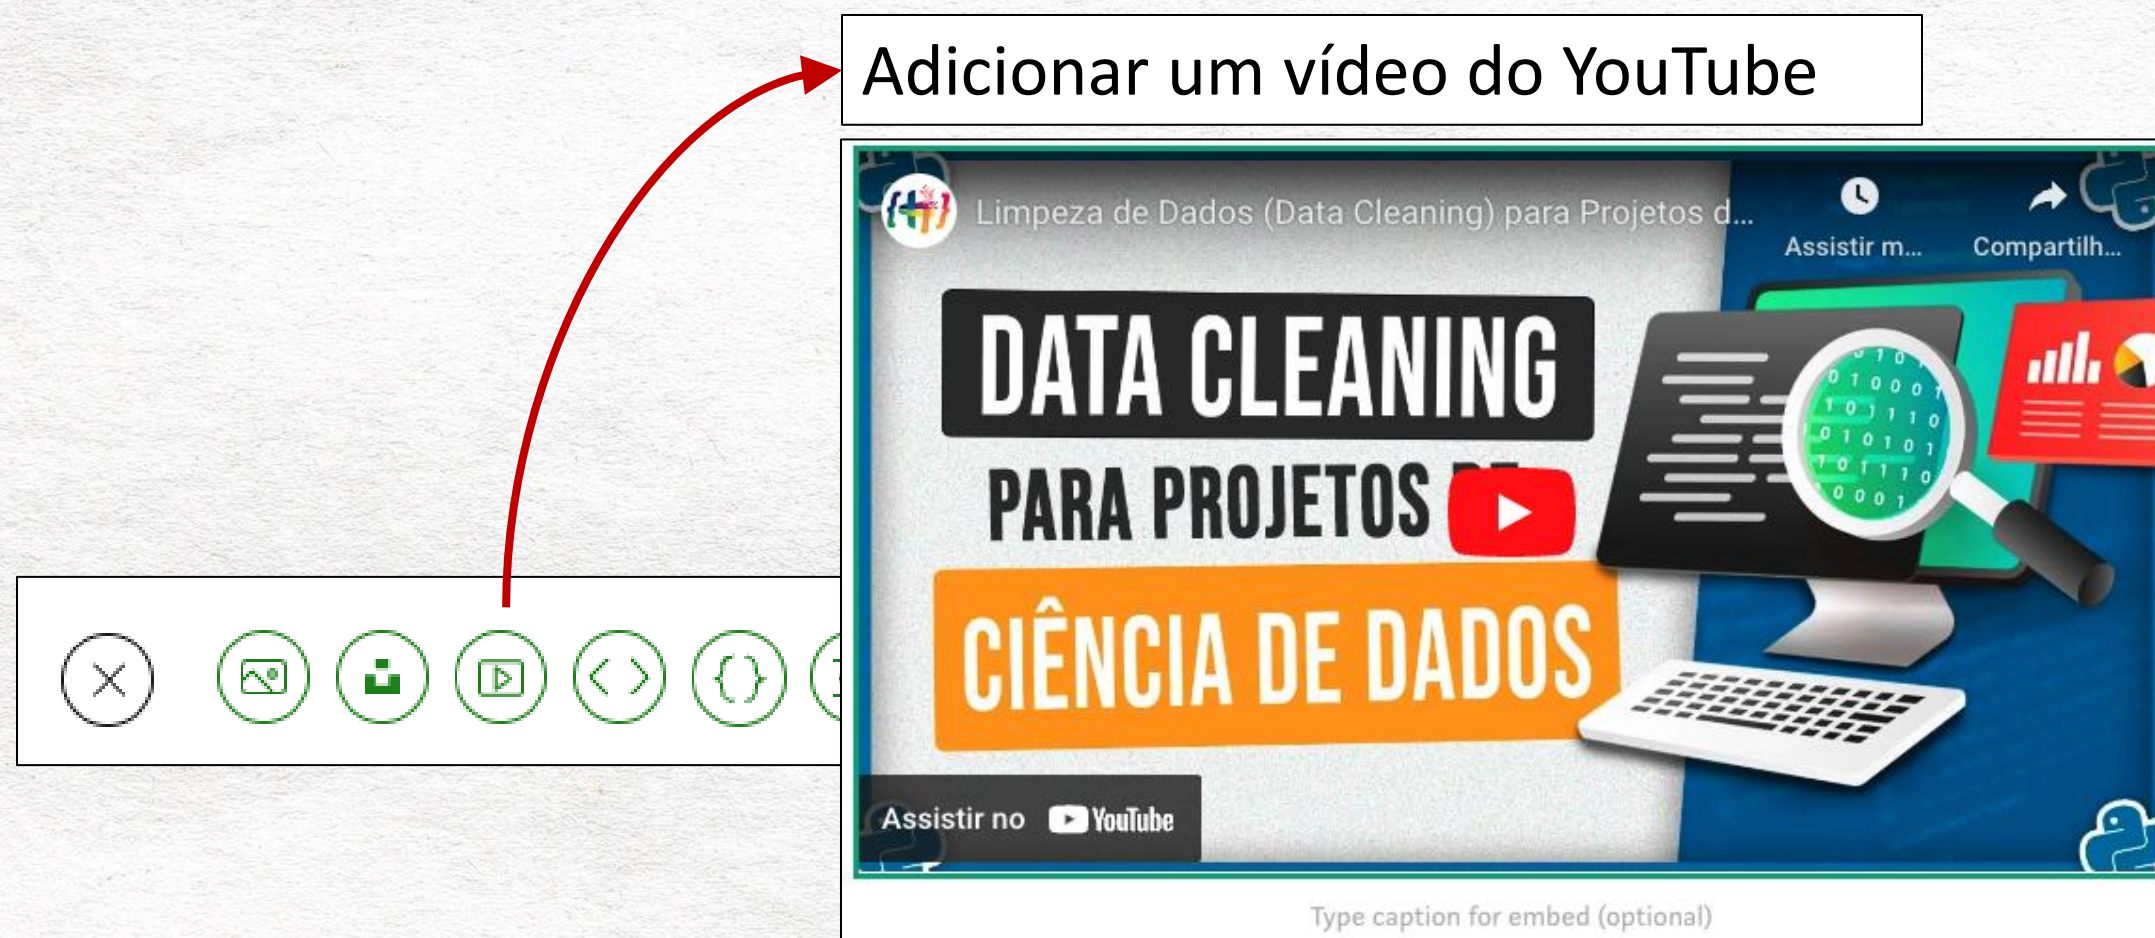 Adicionar um vídeo do YouTube
Limpeza de Dados (Data Cleaning) para Projetos d...
Assistir m...
Compartilh...
DATA CLEANING
PARA PROJETOS DE
CIÊNCIA DE DADOS
Assistir no YouTube
Type caption for embed (optional)